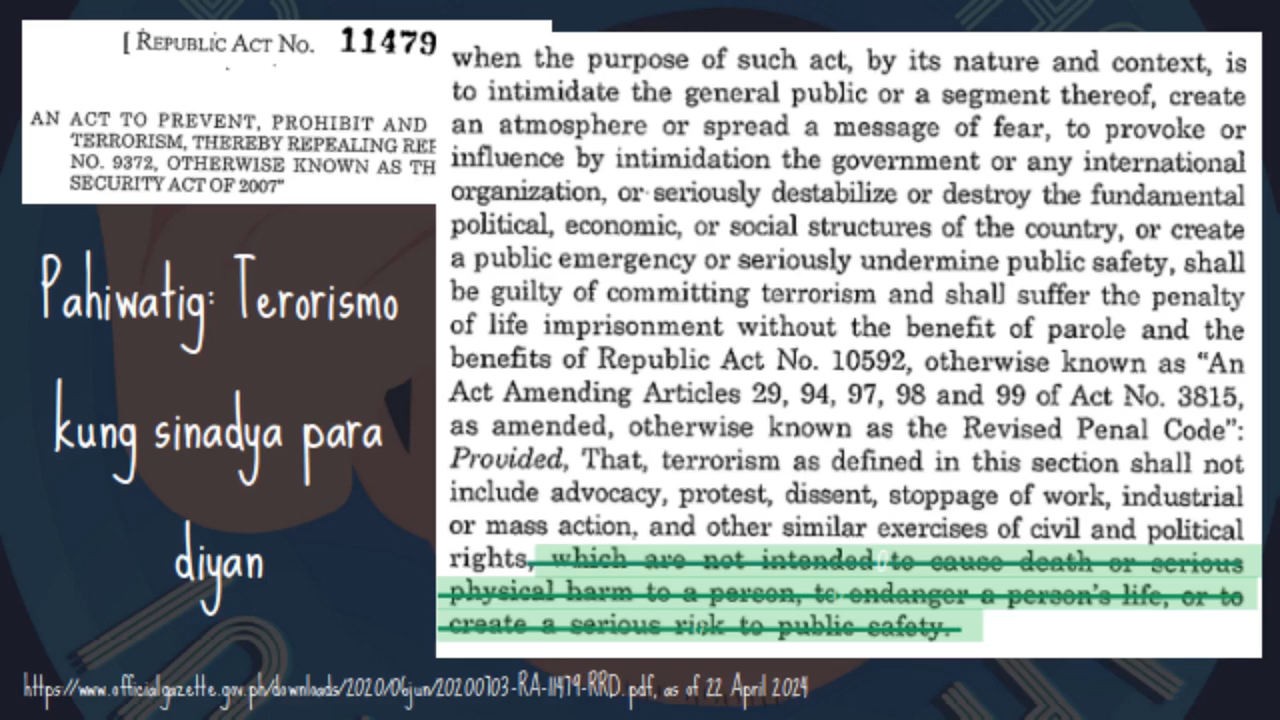 [ REPUBLIC ACT NO. 11479
AN ACT TO PREVENT, PROHIBIT AND
TERRORISM, THEREBY REPEALING REP
NO. 9372, OTHERWISE KNOWN AS TH
SECURITY ACT OF 2007"
Pahiwatig: Terorismo
kung sinadya para
diyan
when the purpose of such act, by its nature and context, is
to intimidate the general public or a segment thereof, create
an atmosphere or spread a message of fear, to provoke or
influence by intimidation the government or any international
organization, or seriously destabilize or destroy the fundamental
political, economic, or social structures of the country, or create
a public emergency or seriously undermine public safety, shall
be guilty of committing terrorism and shall suffer the penalty
of life imprisonment without the benefit of parole and the
benefits of Republic Act No. 10592, otherwise known as “An
Act Amending Articles 29, 94, 97, 98 and 99 of Act No. 3815,
as amended, otherwise known as the Revised Penal Code”:
Provided, That, terrorism as defined in this section shall not
include advocacy, protest, dissent, stoppage of work, industrial
or mass action, and other similar exercises of civil and political
rights, which are not intended to cause death or serious
physical harm to a person, to endanger a person’s life, or to
create a serious risk to public safety.
https://www.officialgazette.gov.ph/downloads/2020/06jun/20200703-RA-11479-RRD.pdf, as of 22 April 2024